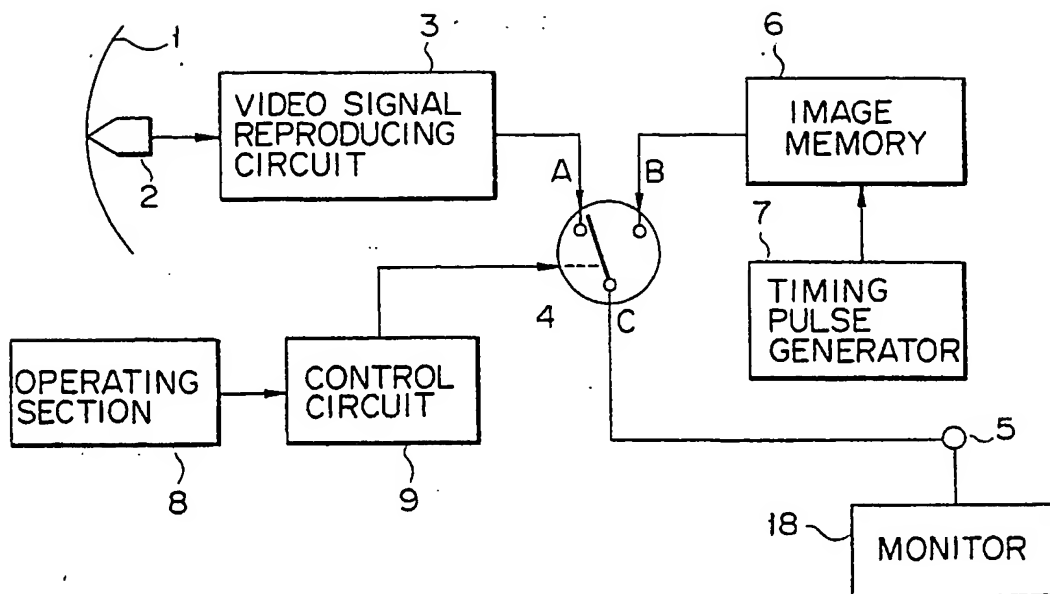 1
2
3
VIDEO SIGNAL
REPRODUCING
CIRCUIT
6
IMAGE
MEMORY
A
B
7
TIMING
PULSE
GENERATOR
4
C
OPERATING
SECTION
8
CONTROL
CIRCUIT
9
5
18
MONITOR